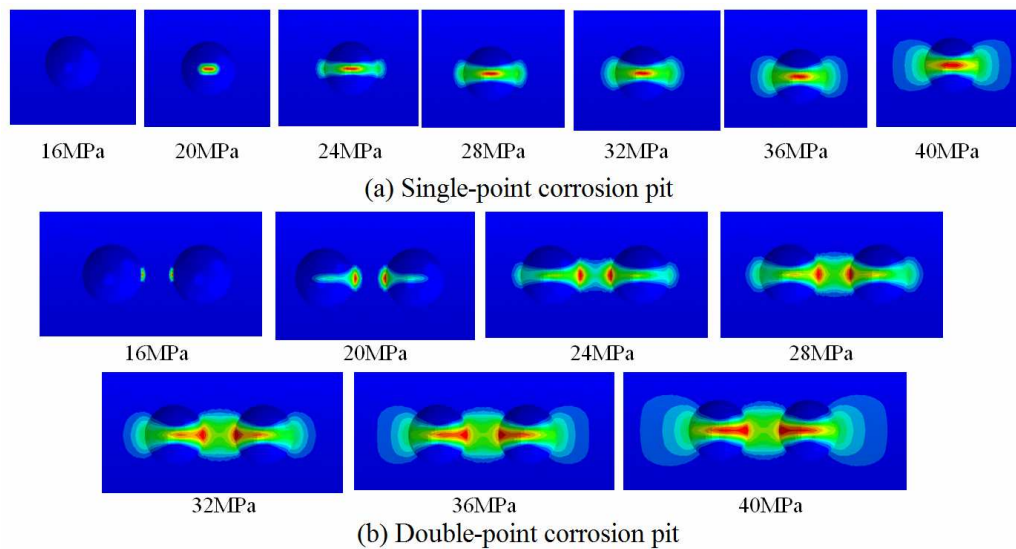 16MPa 20MPa 24MPa 28MPa 32MPa 36MPa 40MPa
(a) Single-point corrosion pit
16MPa 20MPa 24MPa 28MPa
32MPa 36MPa 40MPa
(b) Double-point corrosion pit